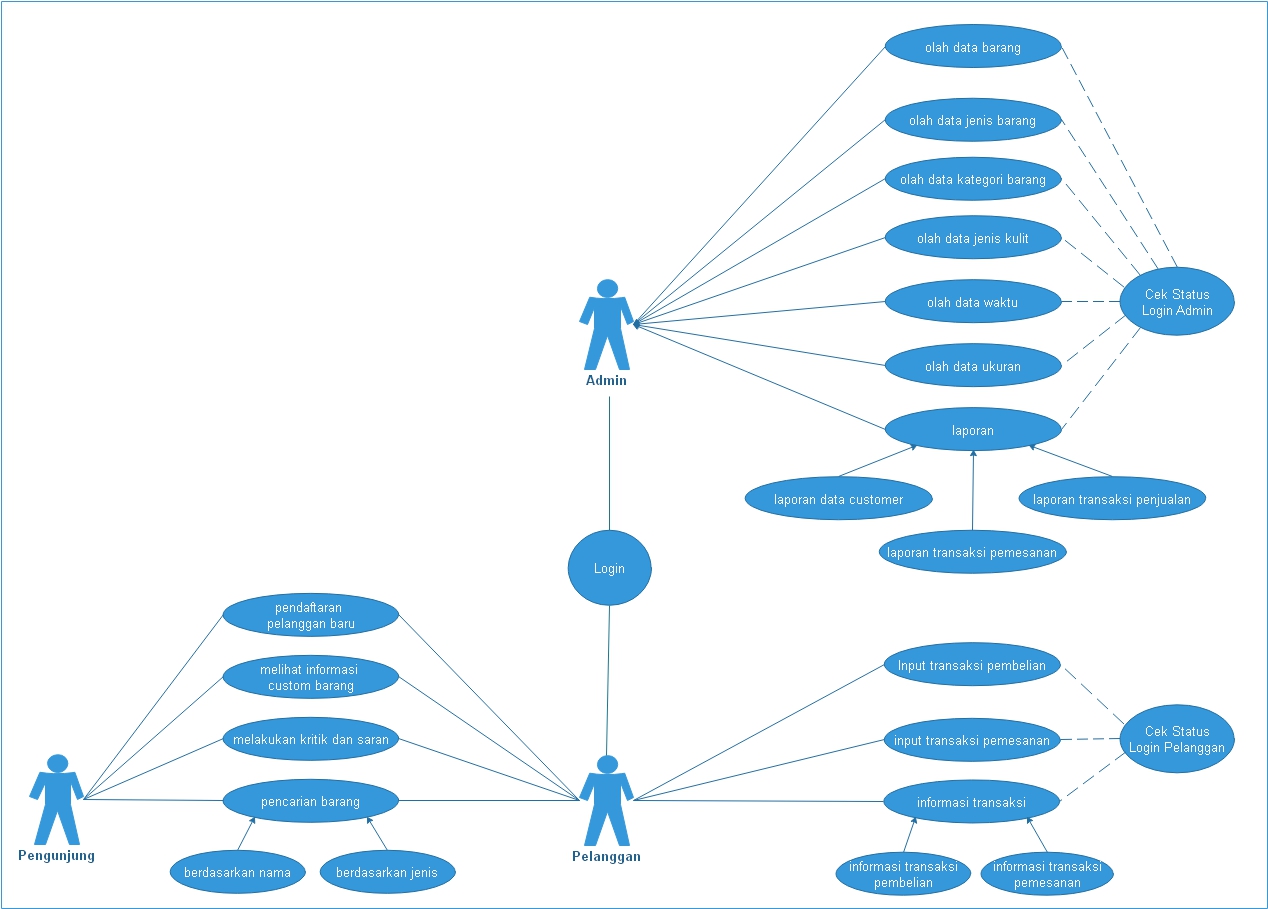 olah data barang
olah data jenis barang
olah data kategori barang
olah data jenis kulit
olah data waktu
olah data ukuran
laporan
Cek Status
Login Admin
Admin
laporan data customer
laporan transaksi penjualan
laporan transaksi pemesanan
Login
pendaftaran
pelanggan baru
melihat informasi
custom barang
melakukan kritik dan saran
pencarian barang
berdasarkan nama
berdasarkan jenis
Pengunjung
Pelanggan
Input transaksi pembelian
input transaksi pemesanan
informasi transaksi
Cek Status
Login Pelanggan
informasi transaksi
pembelian
informasi transaksi
pemesanan